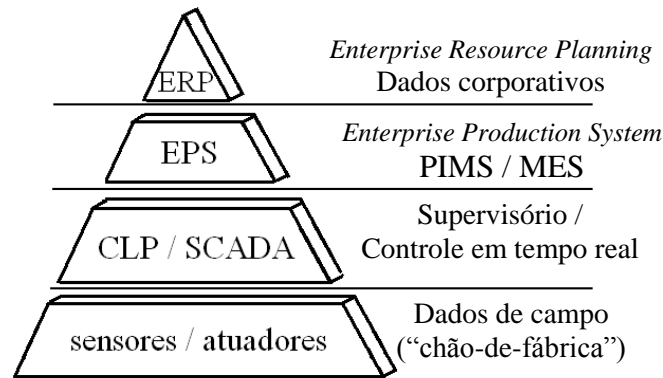 Enterprise Resource Planning
ERP
Dados corporativos
Enterprise Production System
EPS
PIMS / MES
Supervisório /
CLP / SCADA
Controle em tempo real
Dados de campo
sensores / atuadores
(“chão-de-fábrica”)